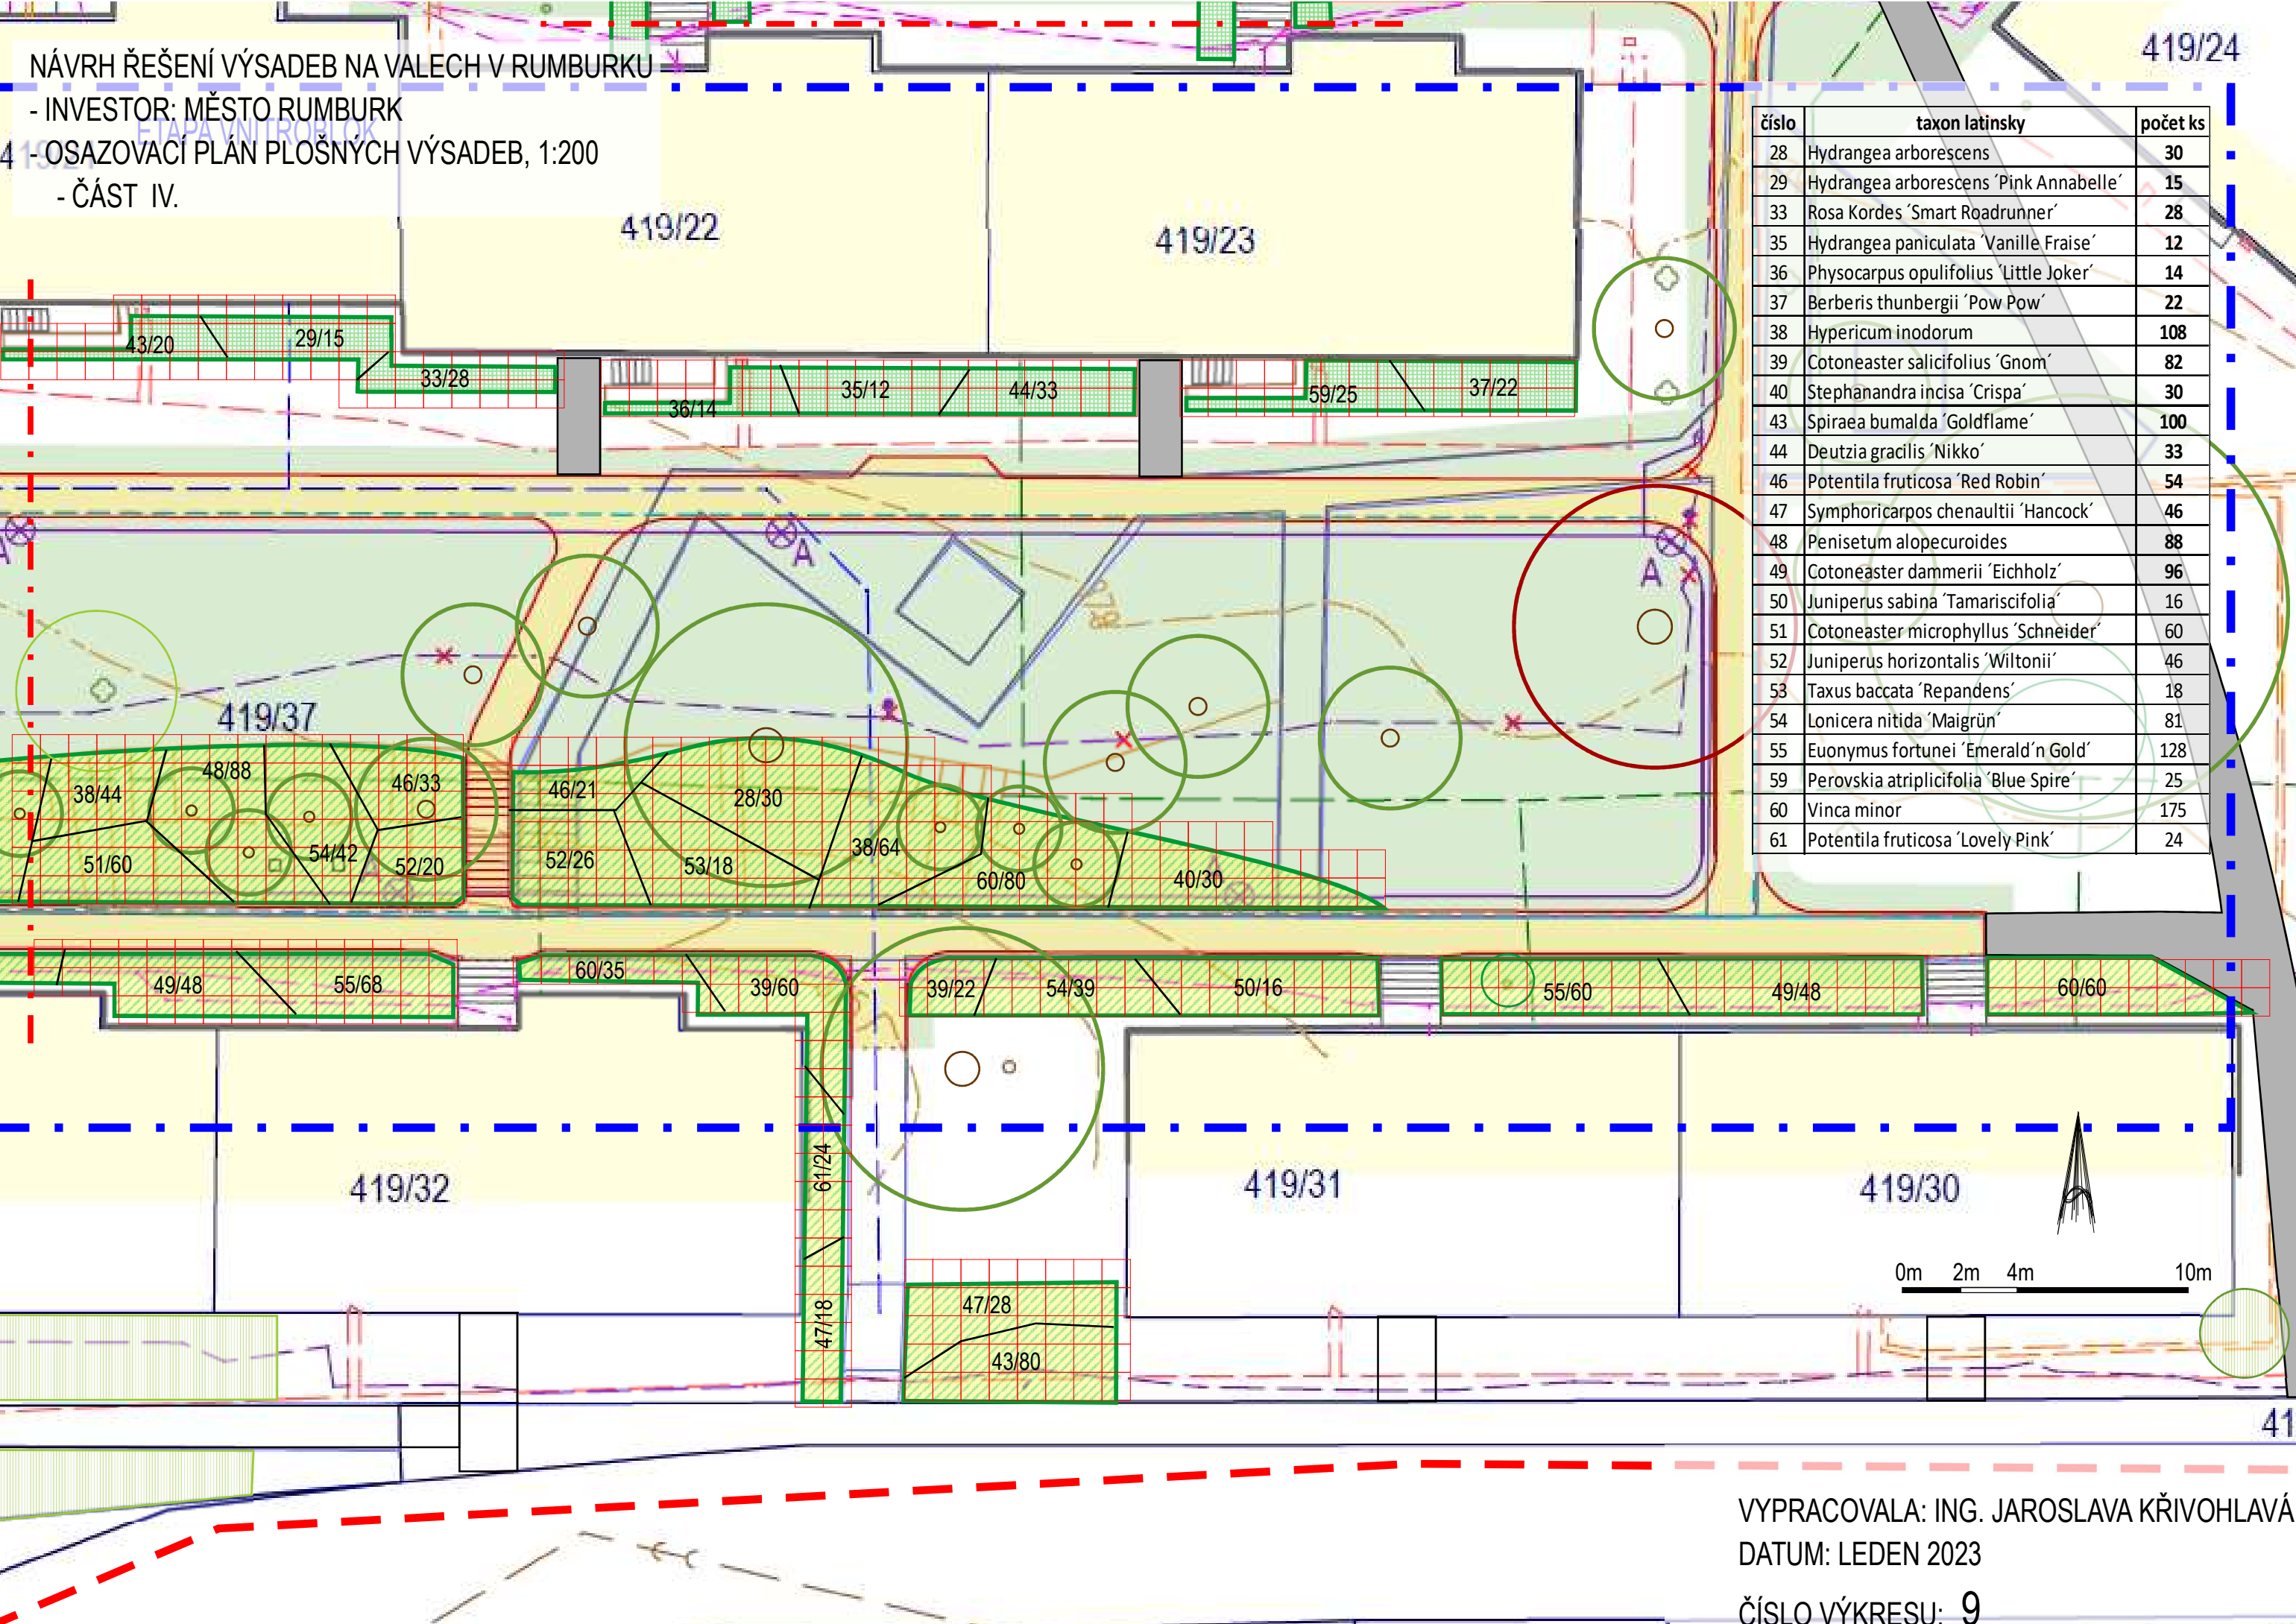 NÁVRH ŘEŠENÍ VÝSADEB NA VALECH V RUMBURKU
- INVESTOR: MĚSTO RUMBURK
ETAPA VNITROBLOK
- OSAZOVACÍ PLÁN PLOŠNÝCH VÝSADEB, 1:200
- ČÁST IV.
419/24
419/22
419/23
číslo taxon latinsky počet ks
28 Hydrangea arborescens 30
29 Hydrangea arborescens ´Pink Annabelle´ 15
33 Rosa Kordes ´Smart Roadrunner´ 28
35 Hydrangea paniculata ´Vanille Fraise´ 12
36 Physocarpus opulifolius ´Little Joker´ 14
37 Berberis thunbergii ´Pow Pow´ 22
38 Hypericum inodorum 108
39 Cotoneaster salicifolius ´Gnom´ 82
40 Stephanandra incisa ´Crispa´ 30
43 Spiraea bumalda ´Goldflame´ 100
44 Deutzia gracilis ´Nikko´ 33
46 Potentila fruticosa ´Red Robin´ 54
47 Symphoricarpos chenaultii ´Hancock´ 46
48 Penisetum alopecuroides 88
49 Cotoneaster dammerii ´Eichholz´ 96
50 Juniperus sabina ´Tamariscifolia´ 16
51 Cotoneaster microphyllus ´Schneider´ 60
52 Juniperus horizontalis ´Wiltonii´ 46
53 Taxus baccata ´Repandens´ 18
54 Lonicera nitida ´Maigrün´ 81
55 Euonymus fortunei ´Emerald´n Gold´ 128
59 Perovskia atriplicifolia ´Blue Spire´ 25
60 Vinca minor 175
61 Potentila fruticosa ´Lovely Pink´ 24
43/20
29/15
33/28
36/14
35/12
44/33
59/25
37/22
A
A
A
419/37
38/44
48/88
46/33
51/60
54/42
52/20
46/21
28/30
52/26
53/18
38/64
60/80
40/30
49/48
55/68
60/35
39/60
39/22
54/39
50/16
55/60
49/48
60/60
419/32
61/24
419/31
419/30
0m 2m 4m 10m
47/18
47/28
43/80
41
VYPRACOVALA: ING. JAROSLAVA KŘIVOHLAVÁ
DATUM: LEDEN 2023
ČÍSLO VÝKRESU: 9